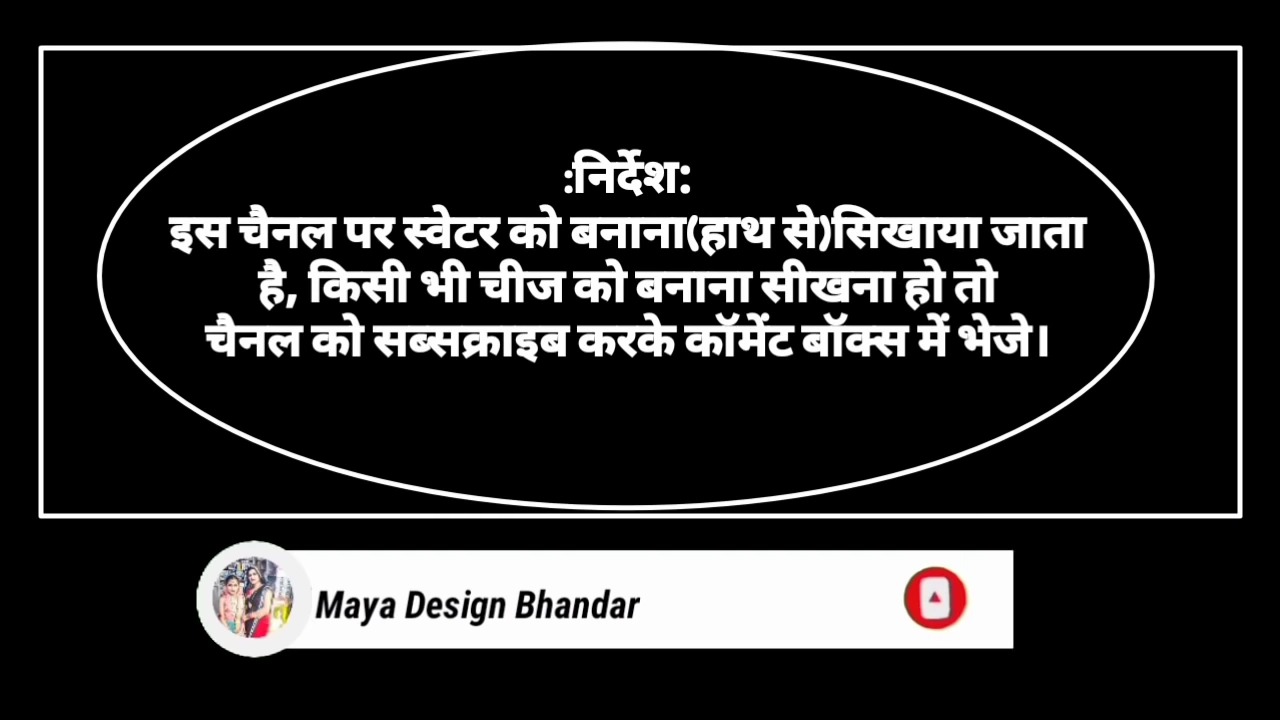 :निर्देश:
इस चैनल पर स्वेटर को बनाना(हाथ से)सिखाया जाता
है, किसी भी चीज को बनाना सीखना हो तो
चैनल को सब्सक्राइब करके कॉमेंट बॉक्स में भेजे।
Maya Design Bhandar